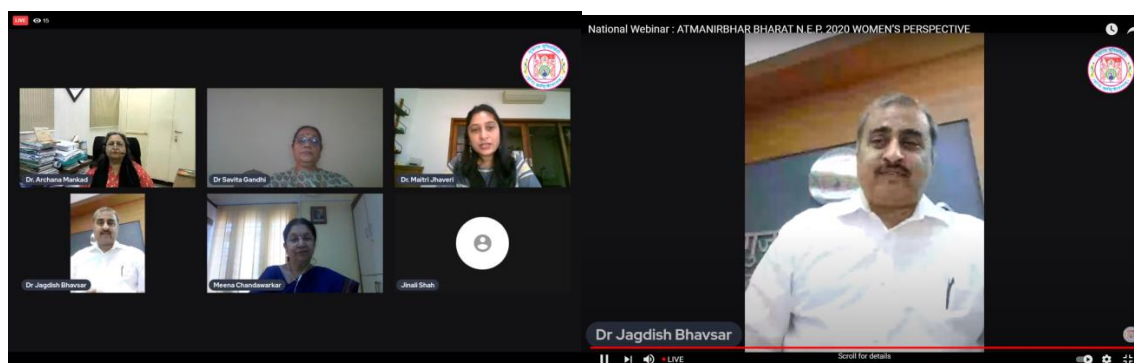 LIVE 15
Dr. Archana Mankad
Dr Savita Gandhi
Dr. Maitri Jhaveri
Dr Jagdish Bhavsar
Meena Chandawarkar
Jinali Shah
National Webinar : ATMANIRBHAR BHARAT N.E.P. 2020 WOMEN'S PERSPECTIVE
Dr Jagdish Bhavsar
LIVE
Scroll for details